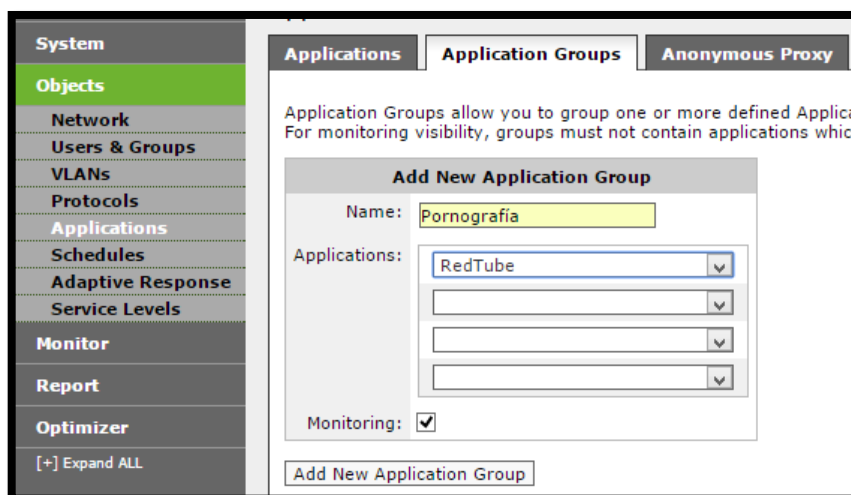 System
Objects
Network
Users & Groups
VLANs
Protocols
Applications
Schedules
Adaptive Response
Service Levels
Monitor
Report
Optimizer
[+] Expand ALL
Applications
Application Groups
Anonymous Proxy
Application Groups allow you to group one or more defined Applica
For monitoring visibility, groups must not contain applications whic
Add New Application Group
Name: Pornografía
Applications: RedTube
Monitoring:
Add New Application Group